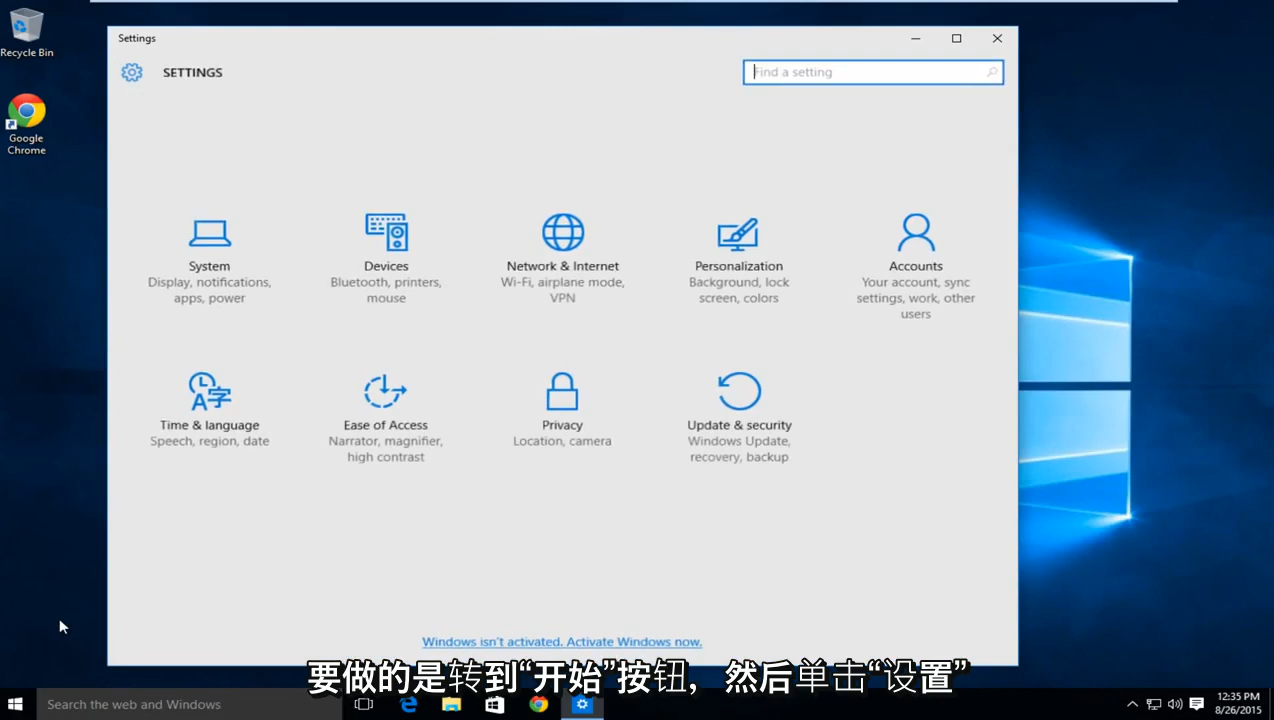 Recycle Bin
Google
Chrome
Settings
SETTINGS
Find a setting
System
Display, notifications,
apps, power
Devices
Bluetooth, printers,
mouse
Network & Internet
Wi-Fi, airplane mode,
VPN
Personalization
Background, lock
screen, colors
Accounts
Your account, sync
settings, work, other
users
Time & language
Speech, region, date
Ease of Access
Narrator, magnifier,
high contrast
Privacy
Location, camera
Update & security
Windows Update,
recovery, backup
Windows isn't activated. Activate Windows now.
要做的是转到“开始”按钮，然后单击“设置”
Search the web and Windows
12:35 PM
8/26/2015